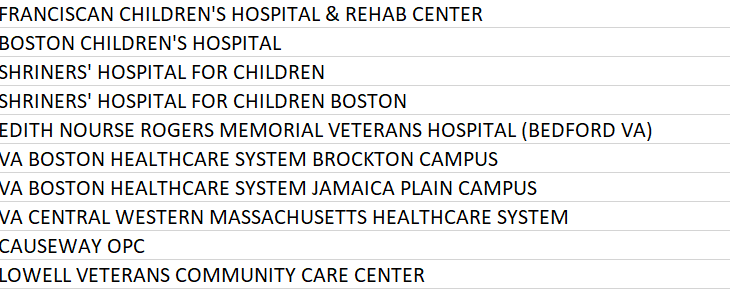 FRANCISCAN CHILDREN'S HOSPITAL & REHAB CENTER
BOSTON CHILDREN'S HOSPITAL
SHRINERS' HOSPITAL FOR CHILDREN
SHRINERS' HOSPITAL FOR CHILDREN BOSTON
EDITH NOURSE ROGERS MEMORIAL VETERANS HOSPITAL (BEDFORD VA)
VA BOSTON HEALTHCARE SYSTEM BROCKTON CAMPUS
VA BOSTON HEALTHCARE SYSTEM JAMAICA PLAIN CAMPUS
VA CENTRAL WESTERN MASSACHUSETTS HEALTHCARE SYSTEM
CAUSEWAY OPC
LOWELL VETERANS COMMUNITY CARE CENTER